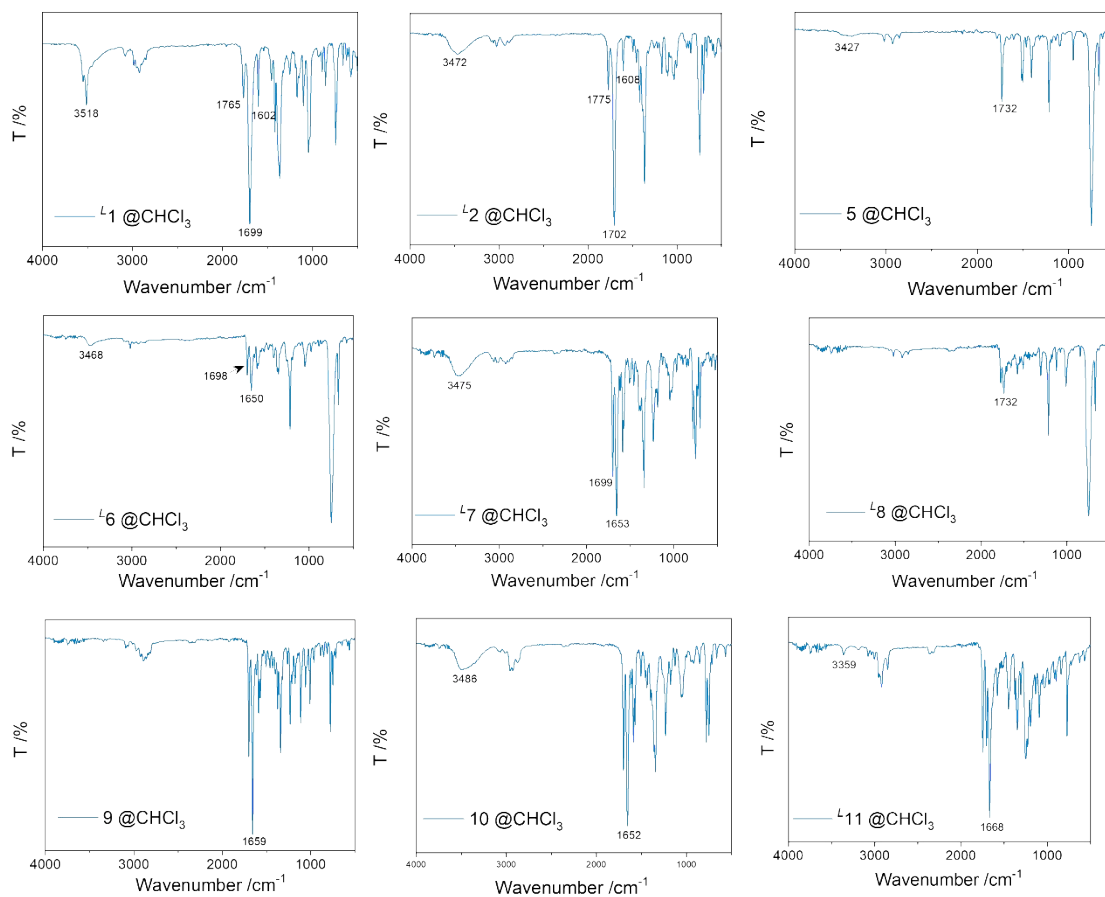 T /%
3518
1765
1602
1699
ᴸ1 @CHCl₃
4000 3000 2000 1000
Wavenumber /cm⁻¹
T /%
3472
1775
1608
1702
ᴸ2 @CHCl₃
4000 3000 2000 1000
Wavenumber /cm⁻¹
T /%
3427
1732
5 @CHCl₃
4000 3000 2000 1000
Wavenumber /cm⁻¹
T /%
3468
1698
1650
ᴸ6 @CHCl₃
4000 3000 2000 1000
Wavenumber /cm⁻¹
T /%
3475
1699
1653
ᴸ7 @CHCl₃
4000 3000 2000 1000
Wavenumber /cm⁻¹
T /%
1732
ᴸ8 @CHCl₃
4000 3000 2000 1000
Wavenumber /cm⁻¹
T /%
9 @CHCl₃
1659
4000 3000 2000 1000
Wavenumber /cm⁻¹
T /%
3486
10 @CHCl₃
1652
4000 3000 2000 1000
Wavenumber /cm⁻¹
T /%
3359
ᴸ11 @CHCl₃
1668
4000 3000 2000 1000
Wavenumber /cm⁻¹